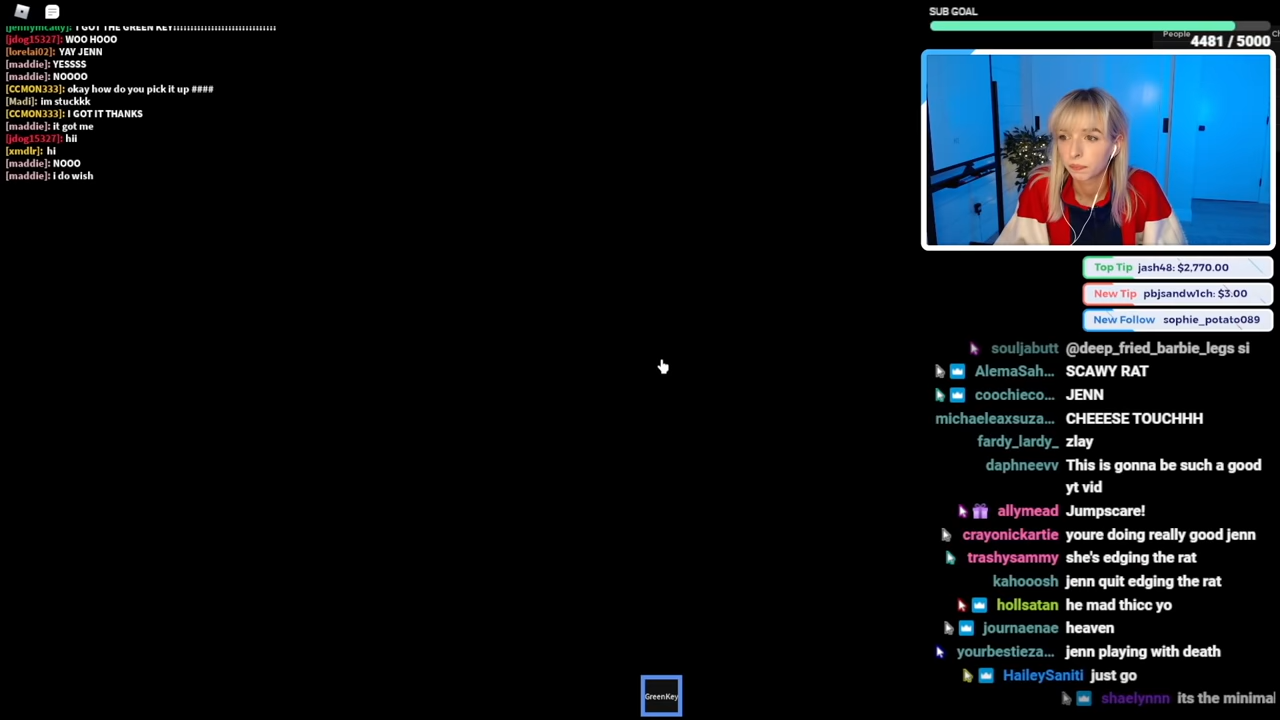 SUB GOAL
People
4481 / 5000
[jennymcally]: I GOT THE GREEN KEY!!!!!!!!!!!!!!!!!!!!!!!!!!!!!!!
[jdog15327]: WOO HOOO
[lorelai02]: YAY JENN
[maddie]: YESSSS
[maddie]: NOOOO
[CCMON333]: okay how do you pick it up ####
[Madi]: im stuckkk
[CCMON333]: I GOT IT THANKS
[maddie]: it got me
[jdog15327]: hii
[xmdlr]: hi
[maddie]: NOOO
[maddie]: i do wish
Top Tip jash48: $2,770.00
New Tip pbjsandw1ch: $3.00
New Follow sophie_potato089
souljabutt @deep_fried_barbie_legs si
AlemaSah... SCAWY RAT
coochieco... JENN
michaeleaxsuza... CHEEESE TOUCHHH
fardy_lardy_ zlay
daphneevv This is gonna be such a good
yt vid
allymead Jumpscare!
crayonickartie youre doing really good jenn
trashysammy she's edging the rat
kahooosh jenn quit edging the rat
hollsatan he mad thicc yo
journaenae heaven
yourbestieza... jenn playing with death
HaileySaniti just go
shaelynnn its the minimal
GreenKey